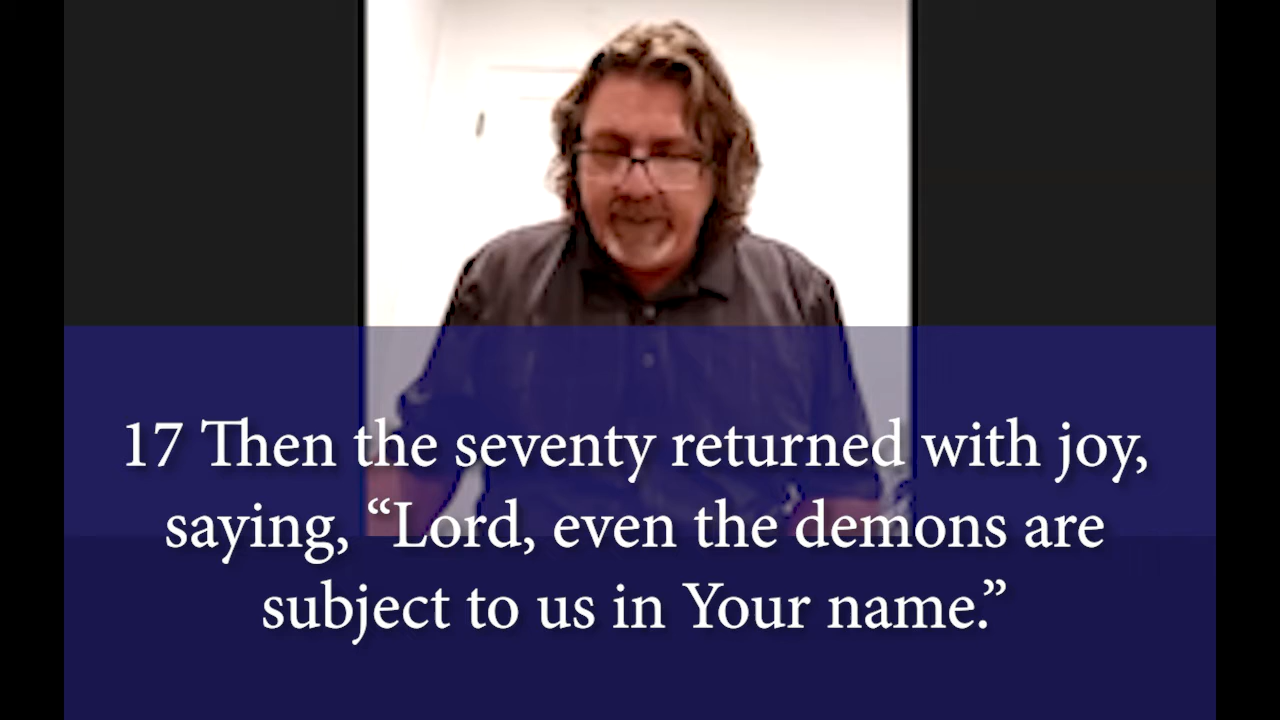 17 Then the seventy returned with joy,
saying, “Lord, even the demons are
subject to us in Your name.”